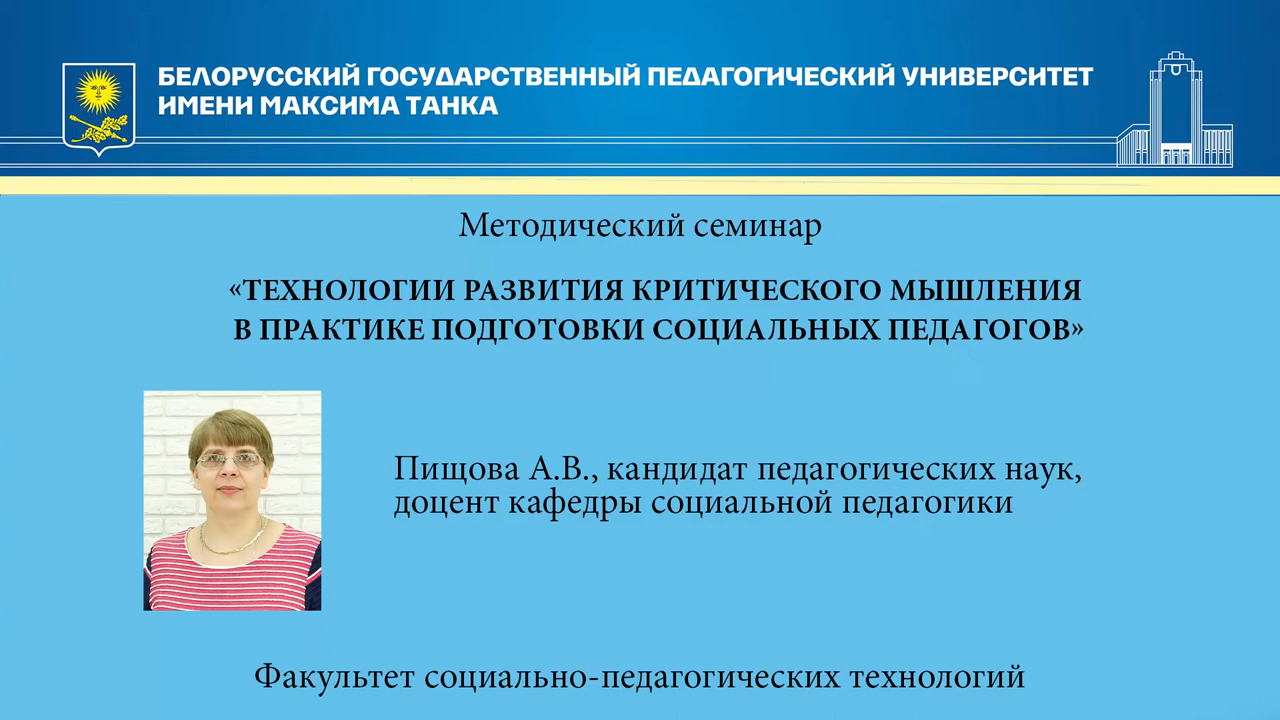 БЕЛОРУССКИЙ ГОСУДАРСТВЕННЫЙ ПЕДАГОГИЧЕСКИЙ УНИВЕРСИТЕТ
ИМЕНИ МАКСИМА ТАНКА
Методический семинар
«ТЕХНОЛОГИИ РАЗВИТИЯ КРИТИЧЕСКОГО МЫШЛЕНИЯ
В ПРАКТИКЕ ПОДГОТОВКИ СОЦИАЛЬНЫХ ПЕДАГОГОВ»
Пищова А.В., кандидат педагогических наук,
доцент кафедры социальной педагогики
Факультет социально-педагогических технологий